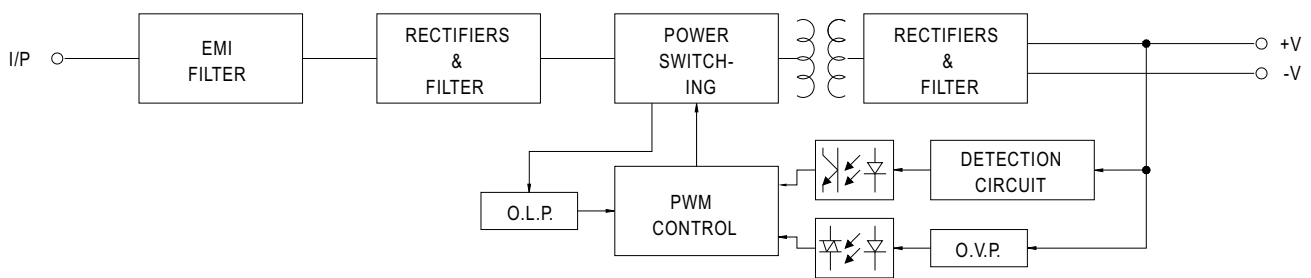 I/P
EMI
FILTER
RECTIFIERS
&
FILTER
POWER
SWITCH-
ING
RECTIFIERS
&
FILTER
+V
-V
O.L.P.
PWM
CONTROL
DETECTION
CIRCUIT
O.V.P.